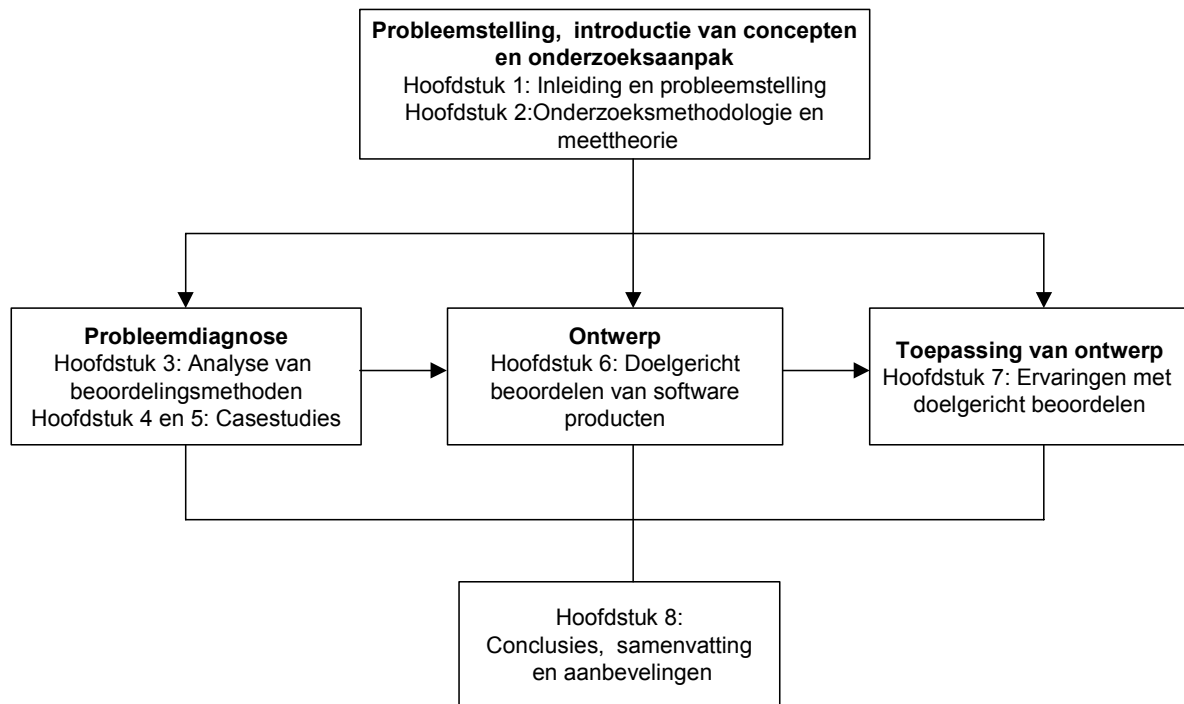 Probleemstelling, introductie van concepten
en onderzoeksaanpak
Hoofdstuk 1: Inleiding en probleemstelling
Hoofdstuk 2:Onderzoeksmethodologie en
meettheorie
Probleemdiagnose
Hoofdstuk 3: Analyse van
beoordelingsmethoden
Hoofdstuk 4 en 5: Casestudies
Ontwerp
Hoofdstuk 6: Doelgericht
beoordelen van software
producten
Toepassing van ontwerp
Hoofdstuk 7: Ervaringen met
doelgericht beoordelen
Hoofdstuk 8:
Conclusies, samenvatting
en aanbevelingen